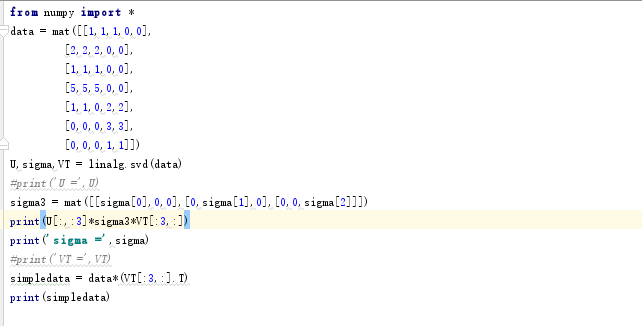 from numpy import *
data = mat([[1,1,1,0,0],
[2,2,2,0,0],
[1,1,1,0,0],
[5,5,5,0,0],
[1,1,0,2,2],
[0,0,0,3,3],
[0,0,0,1,1]])
U,sigma,VT = linalg.svd(data)
#print('U =',U)
sigma3 = mat([[sigma[0],0,0],[0,sigma[1],0],[0,0,sigma[2]]])
print(U[:,:3]*sigma3*VT[:3,:])
print('sigma =',sigma)
#print('VT =',VT)
simpledata = data*(VT[:3,:].T)
print(simpledata)